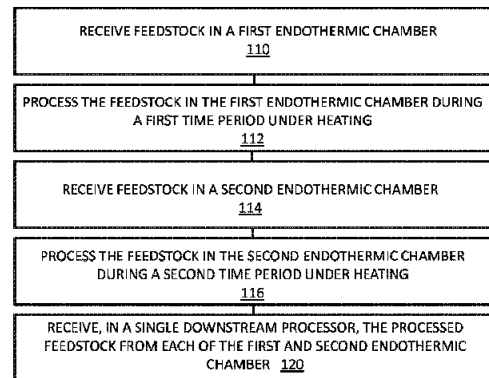 RECEIVE FEEDSTOCK IN A FIRST ENDOTHERMIC CHAMBER
110
PROCESS THE FEEDSTOCK IN THE FIRST ENDOTHERMIC CHAMBER DURING
A FIRST TIME PERIOD UNDER HEATING
112
RECEIVE FEEDSTOCK IN A SECOND ENDOTHERMIC CHAMBER
114
PROCESS THE FEEDSTOCK IN THE SECOND ENDOTHERMIC CHAMBER
DURING A SECOND TIME PERIOD UNDER HEATING
116
RECEIVE, IN A SINGLE DOWNSTREAM PROCESSOR, THE PROCESSED
FEEDSTOCK FROM EACH OF THE FIRST AND SECOND ENDOTHERMIC
CHAMBER 120